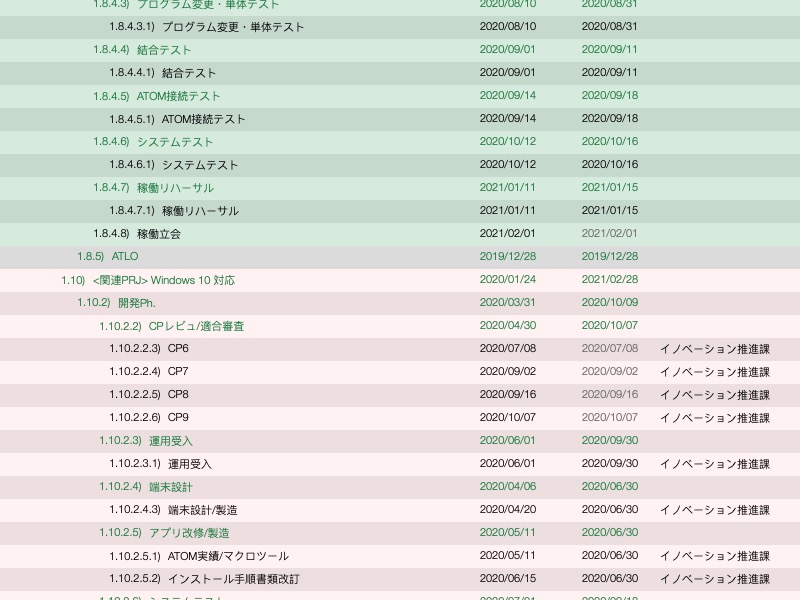 1.8.4.3) プログラム変更・単体テスト 2020/08/10 2020/08/31
1.8.4.3.1) プログラム変更・単体テスト 2020/08/10 2020/08/31
1.8.4.4) 結合テスト 2020/09/01 2020/09/11
1.8.4.4.1) 結合テスト 2020/09/01 2020/09/11
1.8.4.5) ATOM接続テスト 2020/09/14 2020/09/18
1.8.4.5.1) ATOM接続テスト 2020/09/14 2020/09/18
1.8.4.6) システムテスト 2020/10/12 2020/10/16
1.8.4.6.1) システムテスト 2020/10/12 2020/10/16
1.8.4.7) 稼働リハーサル 2021/01/11 2021/01/15
1.8.4.7.1) 稼働リハーサル 2021/01/11 2021/01/15
1.8.4.8) 稼働立会 2021/02/01 2021/02/01
1.8.5) ATLO 2019/12/28 2019/12/28
1.10) <関連PRJ> Windows 10 対応 2020/01/24 2021/02/28
1.10.2) 開発Ph. 2020/03/31 2020/10/09
1.10.2.2) CPレビュ/適合審査 2020/04/30 2020/10/07
1.10.2.2.3) CP6 2020/07/08 2020/07/08 イノベーション推進課
1.10.2.2.4) CP7 2020/09/02 2020/09/02 イノベーション推進課
1.10.2.2.5) CP8 2020/09/16 2020/09/16 イノベーション推進課
1.10.2.2.6) CP9 2020/10/07 2020/10/07 イノベーション推進課
1.10.2.3) 運用受入 2020/06/01 2020/09/30
1.10.2.3.1) 運用受入 2020/06/01 2020/09/30 イノベーション推進課
1.10.2.4) 端末設計 2020/04/06 2020/06/30
1.10.2.4.3) 端末設計/製造 2020/04/20 2020/06/30 イノベーション推進課
1.10.2.5) アプリ改修/製造 2020/05/11 2020/06/30
1.10.2.5.1) ATOM実績/マクロツール 2020/05/11 2020/06/30 イノベーション推進課
1.10.2.5.2) インストール手順書類改訂 2020/06/15 2020/06/30 イノベーション推進課